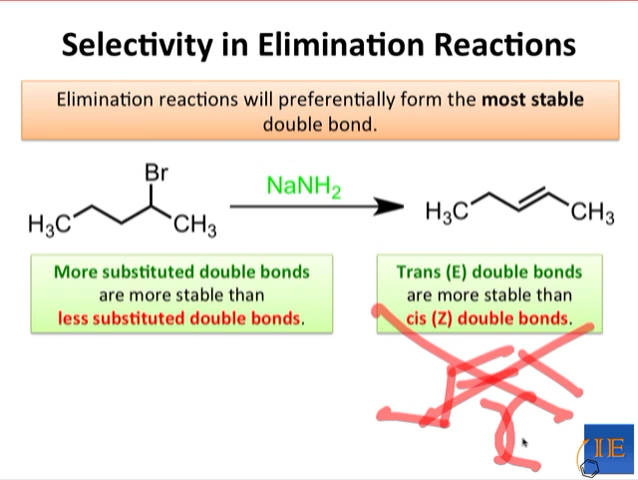 Selectivity in Elimination Reactions
Elimination reactions will preferentially form the most stable
double bond.
Br
NaNH₂
H₃C
CH₃
H₃C
CH₃
More substituted double bonds
are more stable than
less substituted double bonds.
Trans (E) double bonds
are more stable than
cis (Z) double bonds.
IE